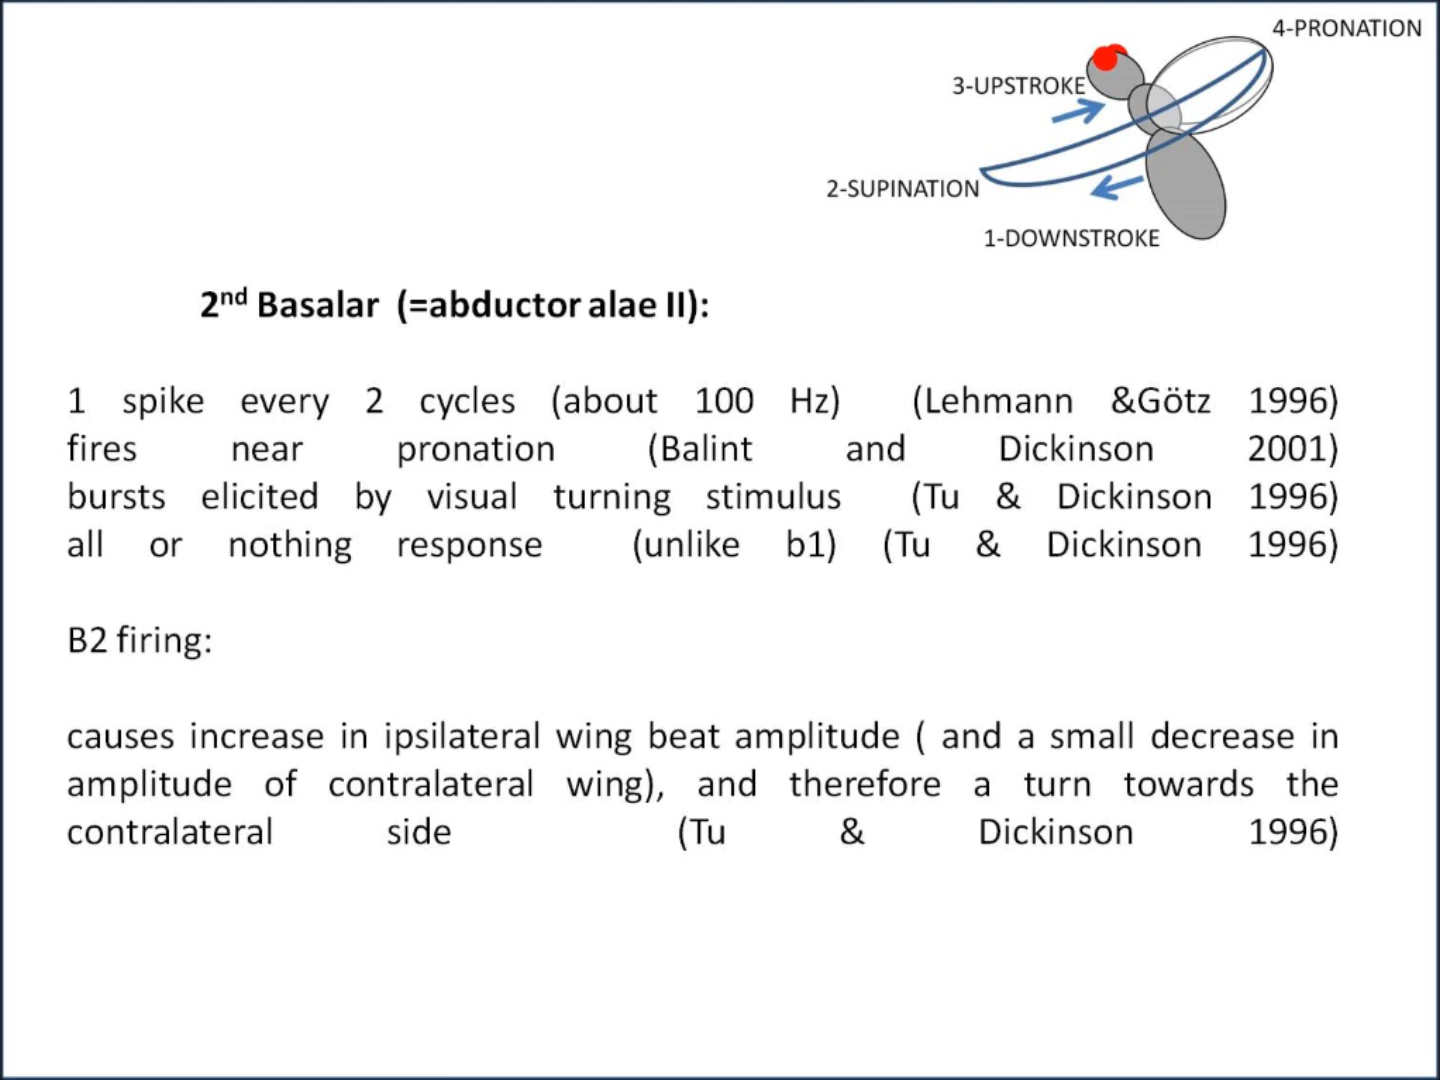 4-PRONATION
3-UPSTROKE
2-SUPINATION
1-DOWNSTROKE
2nd Basalar (=abductor alae II):
1 spike every 2 cycles (about 100 Hz) (Lehmann &Götz 1996)
fires near pronation (Balint and Dickinson 2001)
bursts elicited by visual turning stimulus (Tu & Dickinson 1996)
all or nothing response (unlike b1) (Tu & Dickinson 1996)
B2 firing:
causes increase in ipsilateral wing beat amplitude ( and a small decrease in
amplitude of contralateral wing), and therefore a turn towards the
contralateral side (Tu & Dickinson 1996)